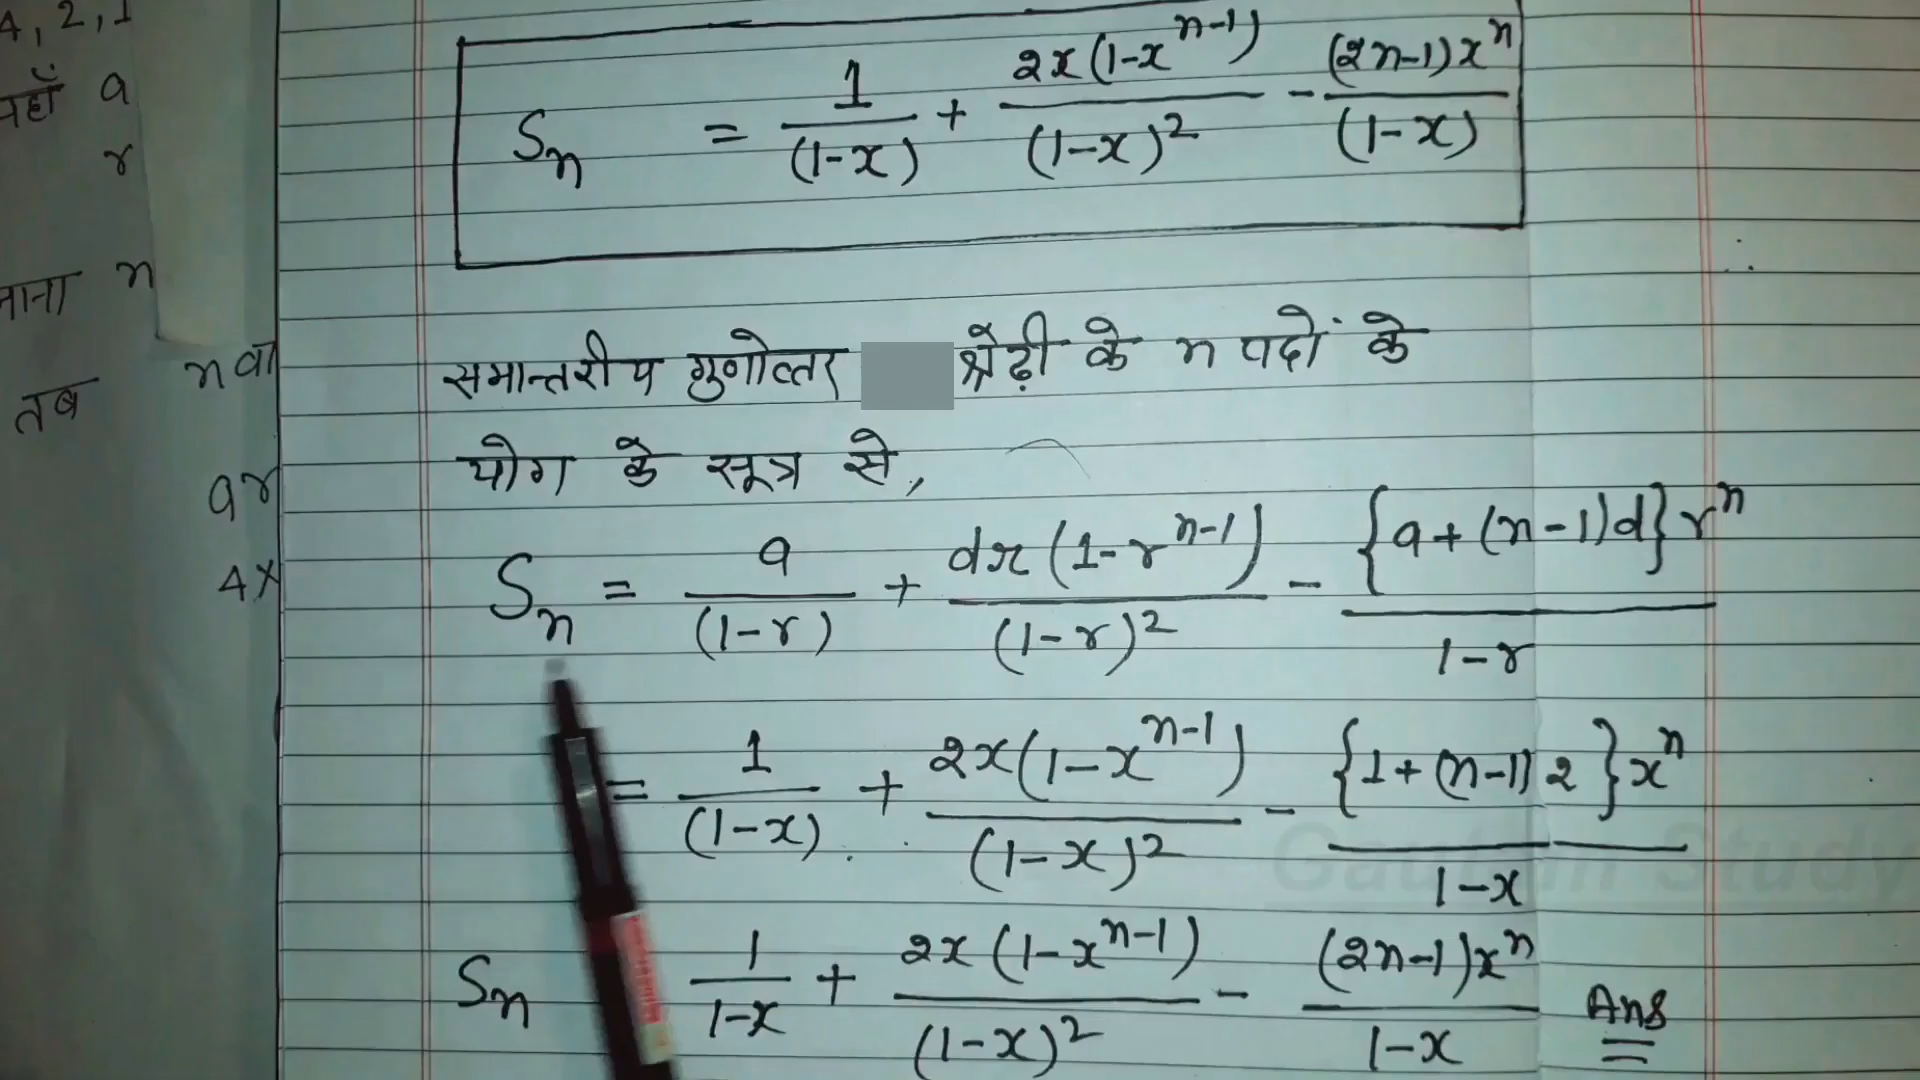 4, 2, 1
यहाँ a
r
माना n
n वा
तब
ar
4x
Sn = 1/(1-x) + 2x(1-x^(n-1))/(1-x)² - (2n-1)x^n/(1-x)
समान्तरीय गुणोत्तर श्रेढ़ी के n पदों के
योग के सूत्र से,
Sn = a/(1-r) + dr(1-r^(n-1))/(1-r)² - {a+(n-1)d}r^n/1-r
= 1/(1-x) + 2x(1-x^(n-1))/(1-x)² - {1+(n-1)2}x^n/1-x
Gautam Study
Sn 1/1-x + 2x(1-x^(n-1))/(1-x)² - (2n-1)x^n/1-x Ans